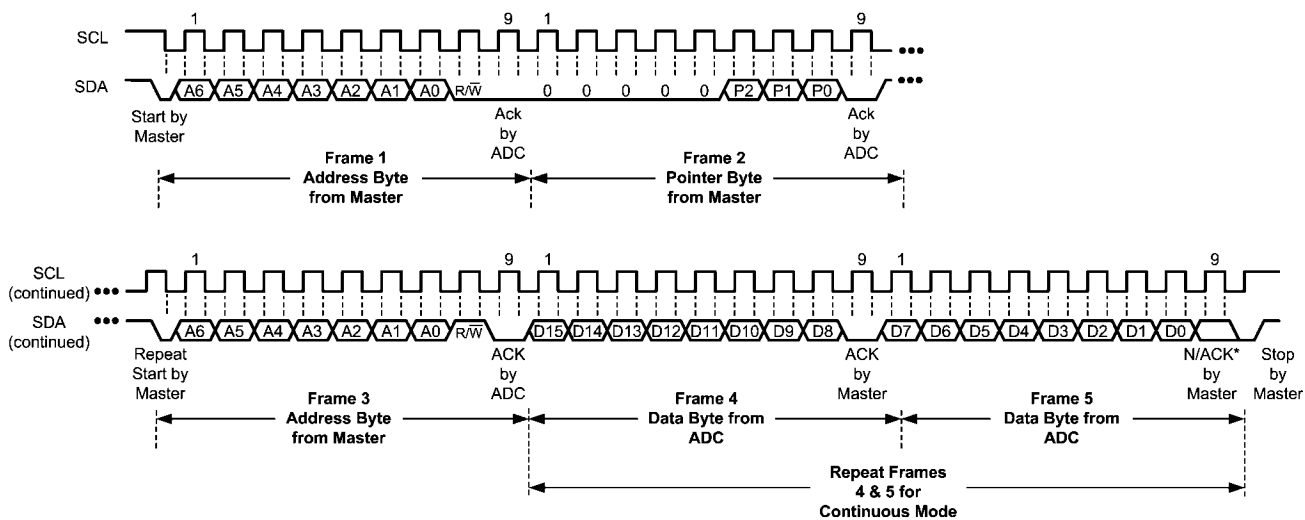 1 9 1 9
SCL
SDA A6 A5 A4 A3 A2 A1 A0 R/W̅ 0 0 0 0 0 P2 P1 P0
Start by
Master
Ack
by
ADC
Ack
by
ADC
Frame 1
Address Byte
from Master
Frame 2
Pointer Byte
from Master
1 9 1 9 1 9
SCL
(continued)
SDA
(continued)
A6 A5 A4 A3 A2 A1 A0 R/W̅ D15 D14 D13 D12 D11 D10 D9 D8 D7 D6 D5 D4 D3 D2 D1 D0
Repeat
Start by
Master
ACK
by
ADC
ACK
by
Master
N/ACK*
by
Master
Stop
by
Master
Frame 3
Address Byte
from Master
Frame 4
Data Byte from
ADC
Frame 5
Data Byte from
ADC
Repeat Frames
4 & 5 for
Continuous Mode